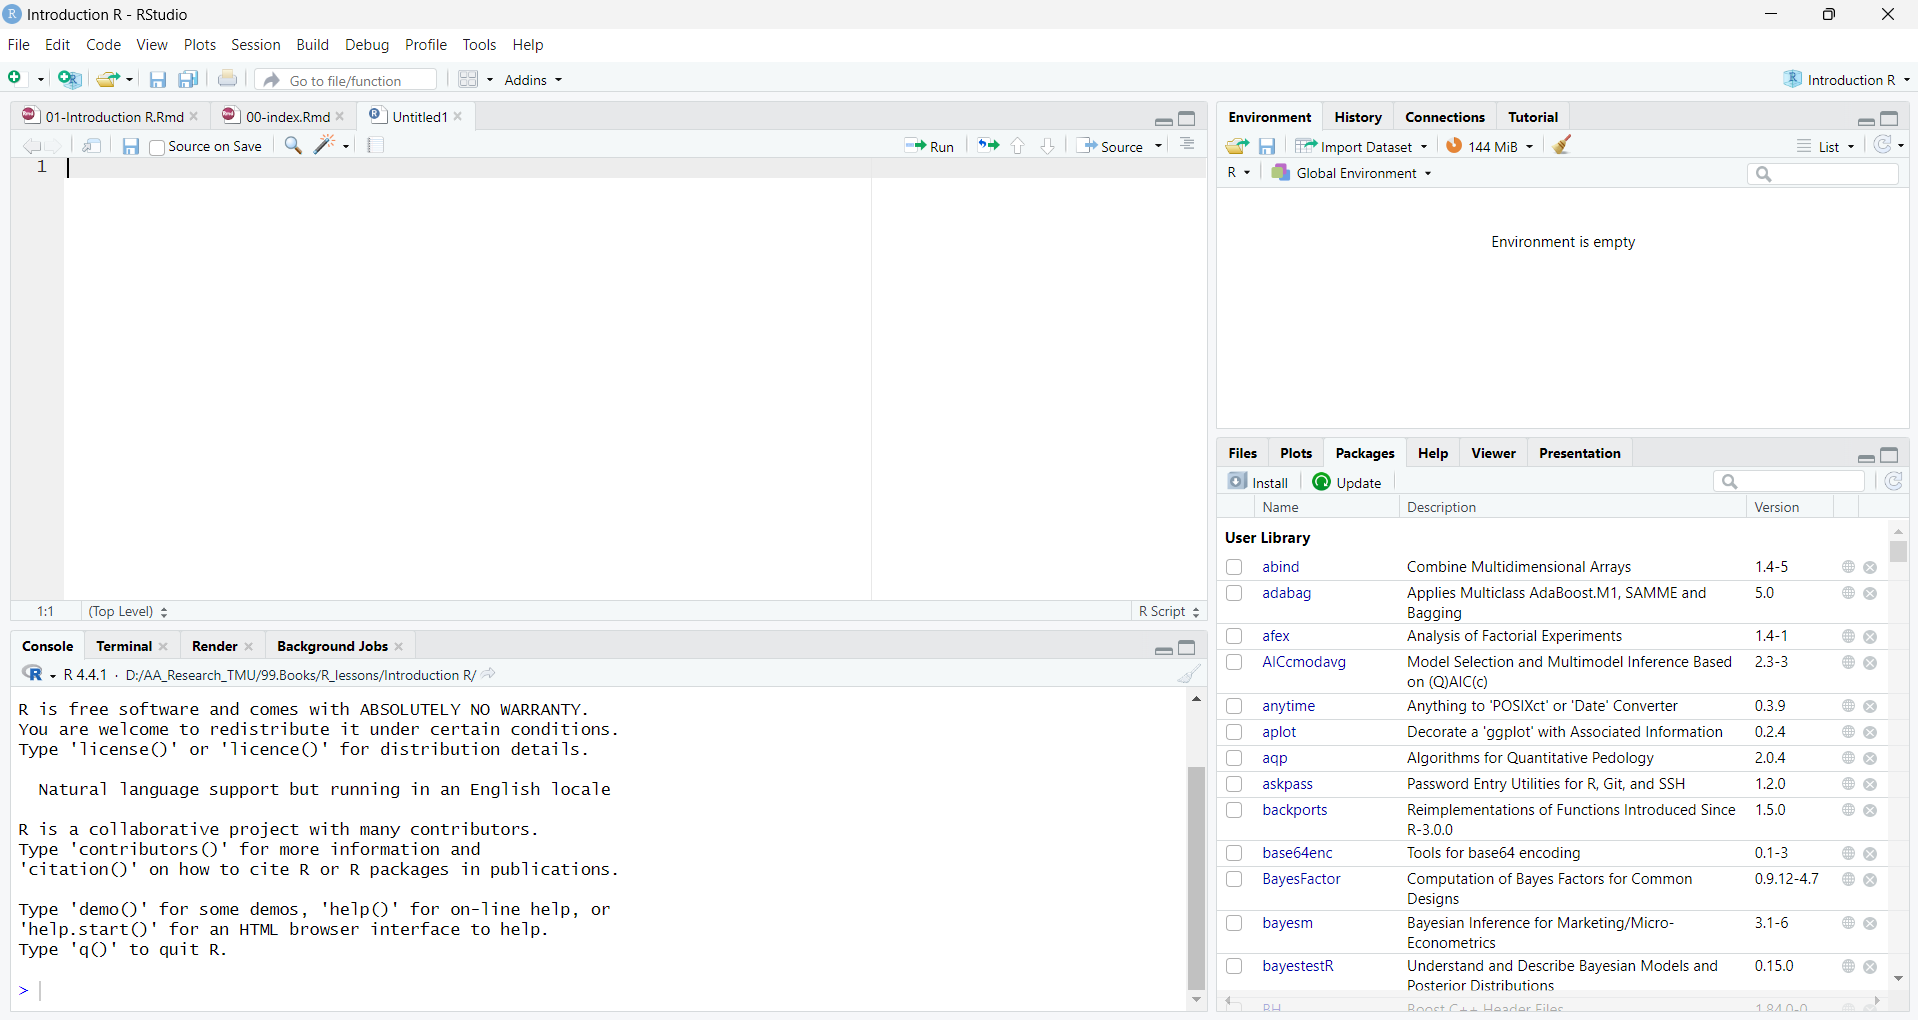 Introduction R - RStudio
File Edit Code View Plots Session Build Debug Profile Tools Help
Go to file/function Addins Introduction R
01-Introduction R.Rmd 00-index.Rmd Untitled1
Source on Save Run Source
1
1:1 (Top Level) R Script
Console Terminal Render Background Jobs
R 4.4.1 · D:/AA_Research_TMU/99.Books/R_lessons/Introduction R/
R is free software and comes with ABSOLUTELY NO WARRANTY.
You are welcome to redistribute it under certain conditions.
Type 'license()' or 'licence()' for distribution details.
Natural language support but running in an English locale
R is a collaborative project with many contributors.
Type 'contributors()' for more information and
'citation()' on how to cite R or R packages in publications.
Type 'demo()' for some demos, 'help()' for on-line help, or
'help.start()' for an HTML browser interface to help.
Type 'q()' to quit R.
>
Environment History Connections Tutorial
Import Dataset 144 MiB List
R Global Environment
Environment is empty
Files Plots Packages Help Viewer Presentation
Install Update
Name Description Version
User Library
abind Combine Multidimensional Arrays 1.4-5
adabag Applies Multiclass AdaBoost.M1, SAMME and 5.0
Bagging
afex Analysis of Factorial Experiments 1.4-1
AICcmodavg Model Selection and Multimodel Inference Based 2.3-3
on (Q)AIC(c)
anytime Anything to 'POSIXct' or 'Date' Converter 0.3.9
aplot Decorate a 'ggplot' with Associated Information 0.2.4
aqp Algorithms for Quantitative Pedology 2.0.4
askpass Password Entry Utilities for R, Git, and SSH 1.2.0
backports Reimplementations of Functions Introduced Since 1.5.0
R-3.0.0
base64enc Tools for base64 encoding 0.1-3
BayesFactor Computation of Bayes Factors for Common 0.9.12-4.7
Designs
bayesm Bayesian Inference for Marketing/Micro- 3.1-6
Econometrics
bayestestR Understand and Describe Bayesian Models and 0.15.0
Posterior Distributions
BH Boost C++ Header Files 1.84.0-0